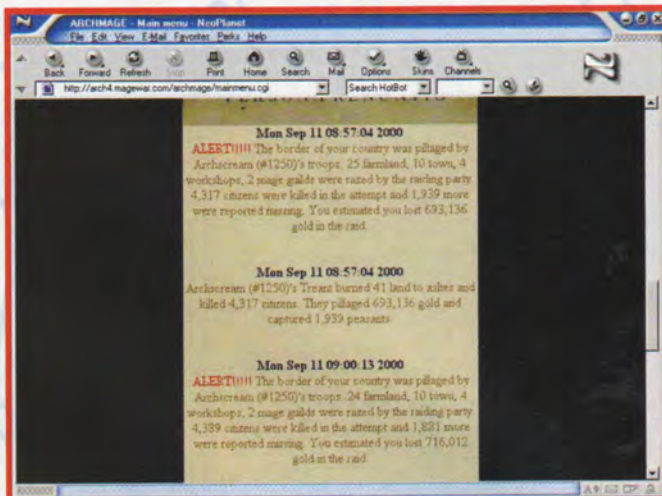 ARCHMAGE - Main menu - NeoPlanet
File Edit View E-Mail Favorites Perks Help
Back Forward Refresh Stop Print Home Search Mail Options Skins Channels
http://arch4.magewar.com/archmage/mainmenu.cgi
Search HotBot
Mon Sep 11 08:57:04 2000
ALERT!!!!! The border of your country was pillaged by
Archscream (#1250)'s troops. 25 farmland, 10 town, 4
workshops, 2 mage guilds were razed by the raiding party
4,317 citizens were killed in the attempt and 1,939 more
were reported missing. You estimated you lost 693,136
gold in the raid
Mon Sep 11 08:57:04 2000
Archscream (#1250)'s Treant burned 41 land to ashes and
killed 4,317 citizens. They pillaged 693,136 gold and
captured 1,939 peasants
Mon Sep 11 09:00:13 2000
ALERT!!!!! The border of your country was pillaged by
Archscream (#1250)'s troops. 24 farmland, 10 town, 4
workshops, 2 mage guilds were razed by the raiding party
4,389 citizens were killed in the attempt and 1,881 more
were reported missing. You estimated you lost 716,012
gold in the raid